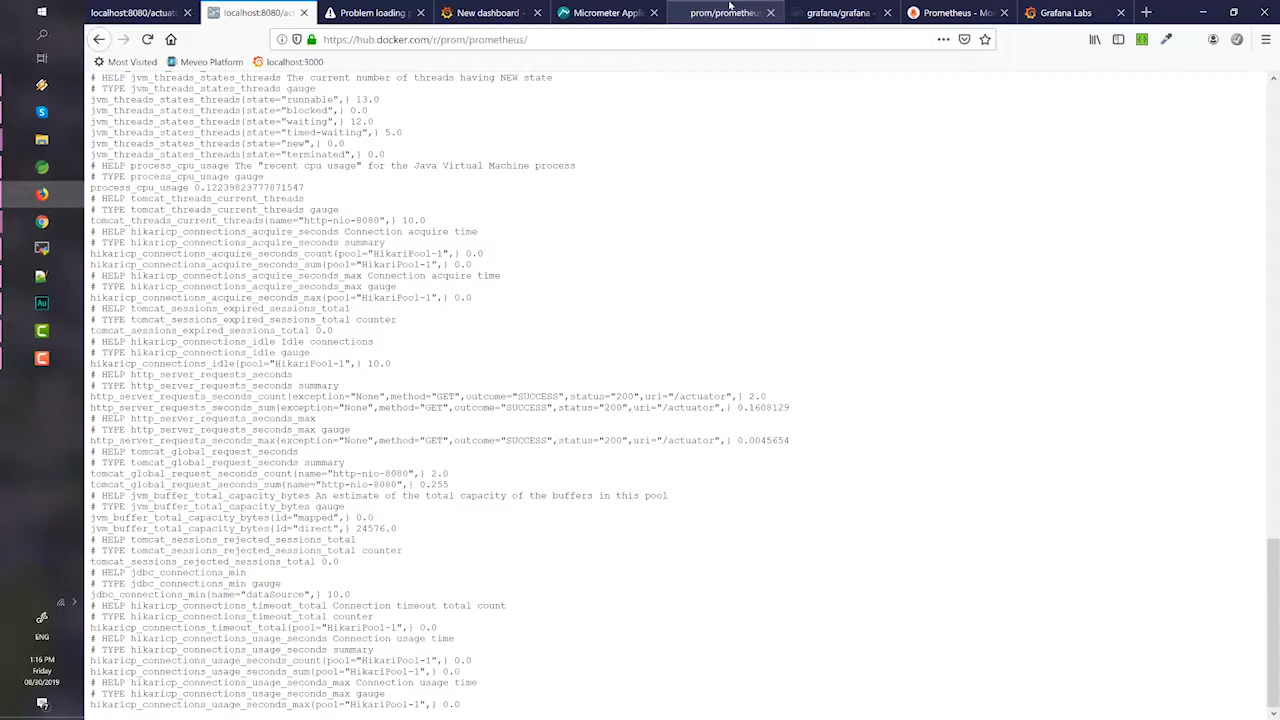 localhost:8080/actuat
localhost:8080/act
Problem loading p
New dashboard -
Micrometer Appli
prom/prometheus
grafana/grafana -
Prometheus - Mo
Grafana Labs
https://hub.docker.com/r/prom/prometheus/
Most Visited
Meveo Platform
localhost:3000
# HELP jvm_threads_states_threads The current number of threads having NEW state
# TYPE jvm_threads_states_threads gauge
jvm_threads_states_threads{state="runnable",} 13.0
jvm_threads_states_threads{state="blocked",} 0.0
jvm_threads_states_threads{state="waiting",} 12.0
jvm_threads_states_threads{state="timed-waiting",} 5.0
jvm_threads_states_threads{state="new",} 0.0
jvm_threads_states_threads{state="terminated",} 0.0
# HELP process_cpu_usage The "recent cpu usage" for the Java Virtual Machine process
# TYPE process_cpu_usage gauge
process_cpu_usage 0.12239823777871547
# HELP tomcat_threads_current_threads
# TYPE tomcat_threads_current_threads gauge
tomcat_threads_current_threads{name="http-nio-8080",} 10.0
# HELP hikaricp_connections_acquire_seconds Connection acquire time
# TYPE hikaricp_connections_acquire_seconds summary
hikaricp_connections_acquire_seconds_count{pool="HikariPool-1",} 0.0
hikaricp_connections_acquire_seconds_sum{pool="HikariPool-1",} 0.0
# HELP hikaricp_connections_acquire_seconds_max Connection acquire time
# TYPE hikaricp_connections_acquire_seconds_max gauge
hikaricp_connections_acquire_seconds_max{pool="HikariPool-1",} 0.0
# HELP tomcat_sessions_expired_sessions_total
# TYPE tomcat_sessions_expired_sessions_total counter
tomcat_sessions_expired_sessions_total 0.0
# HELP hikaricp_connections_idle Idle connections
# TYPE hikaricp_connections_idle gauge
hikaricp_connections_idle{pool="HikariPool-1",} 10.0
# HELP http_server_requests_seconds
# TYPE http_server_requests_seconds summary
http_server_requests_seconds_count{exception="None",method="GET",outcome="SUCCESS",status="200",uri="/actuator",} 2.0
http_server_requests_seconds_sum{exception="None",method="GET",outcome="SUCCESS",status="200",uri="/actuator",} 0.1608129
# HELP http_server_requests_seconds_max
# TYPE http_server_requests_seconds_max gauge
http_server_requests_seconds_max{exception="None",method="GET",outcome="SUCCESS",status="200",uri="/actuator",} 0.0045654
# HELP tomcat_global_request_seconds
# TYPE tomcat_global_request_seconds summary
tomcat_global_request_seconds_count{name="http-nio-8080",} 2.0
tomcat_global_request_seconds_sum{name="http-nio-8080",} 0.255
# HELP jvm_buffer_total_capacity_bytes An estimate of the total capacity of the buffers in this pool
# TYPE jvm_buffer_total_capacity_bytes gauge
jvm_buffer_total_capacity_bytes{id="mapped",} 0.0
jvm_buffer_total_capacity_bytes{id="direct",} 24576.0
# HELP tomcat_sessions_rejected_sessions_total
# TYPE tomcat_sessions_rejected_sessions_total counter
tomcat_sessions_rejected_sessions_total 0.0
# HELP jdbc_connections_min
# TYPE jdbc_connections_min gauge
jdbc_connections_min{name="dataSource",} 10.0
# HELP hikaricp_connections_timeout_total Connection timeout total count
# TYPE hikaricp_connections_timeout_total counter
hikaricp_connections_timeout_total{pool="HikariPool-1",} 0.0
# HELP hikaricp_connections_usage_seconds Connection usage time
# TYPE hikaricp_connections_usage_seconds summary
hikaricp_connections_usage_seconds_count{pool="HikariPool-1",} 0.0
hikaricp_connections_usage_seconds_sum{pool="HikariPool-1",} 0.0
# HELP hikaricp_connections_usage_seconds_max Connection usage time
# TYPE hikaricp_connections_usage_seconds_max gauge
hikaricp_connections_usage_seconds_max{pool="HikariPool-1",} 0.0
Au
ENG
1:16 PM
Friday
08/30/2019